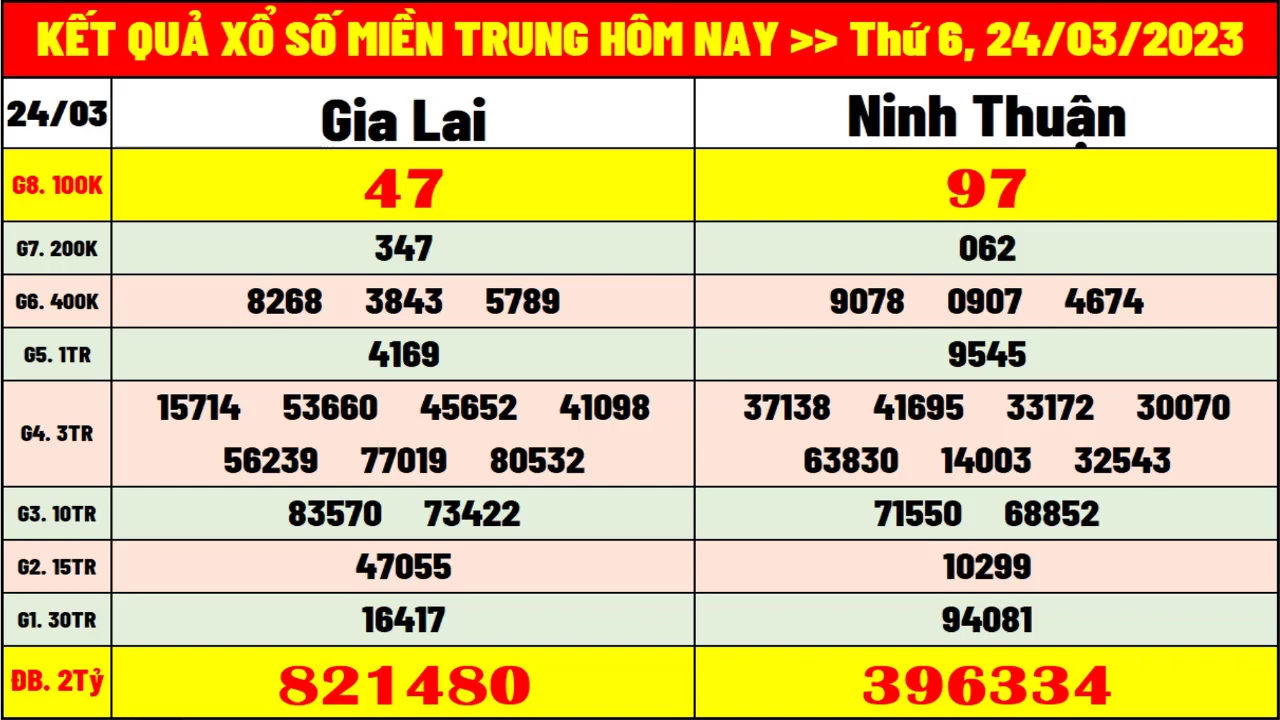 KẾT QUẢ XỔ SỐ MIỀN TRUNG HÔM NAY >> Thứ 6, 24/03/2023
24/03 Gia Lai Ninh Thuận
G8. 100K 47 97
G7. 200K 347 062
G6. 400K 8268 3843 5789 9078 0907 4674
G5. 1TR 4169 9545
G4. 3TR 15714 53660 45652 41098 37138 41695 33172 30070
56239 77019 80532 63830 14003 32543
G3. 10TR 83570 73422 71550 68852
G2. 15TR 47055 10299
G1. 30TR 16417 94081
ĐB. 2Tỷ 821480 396334